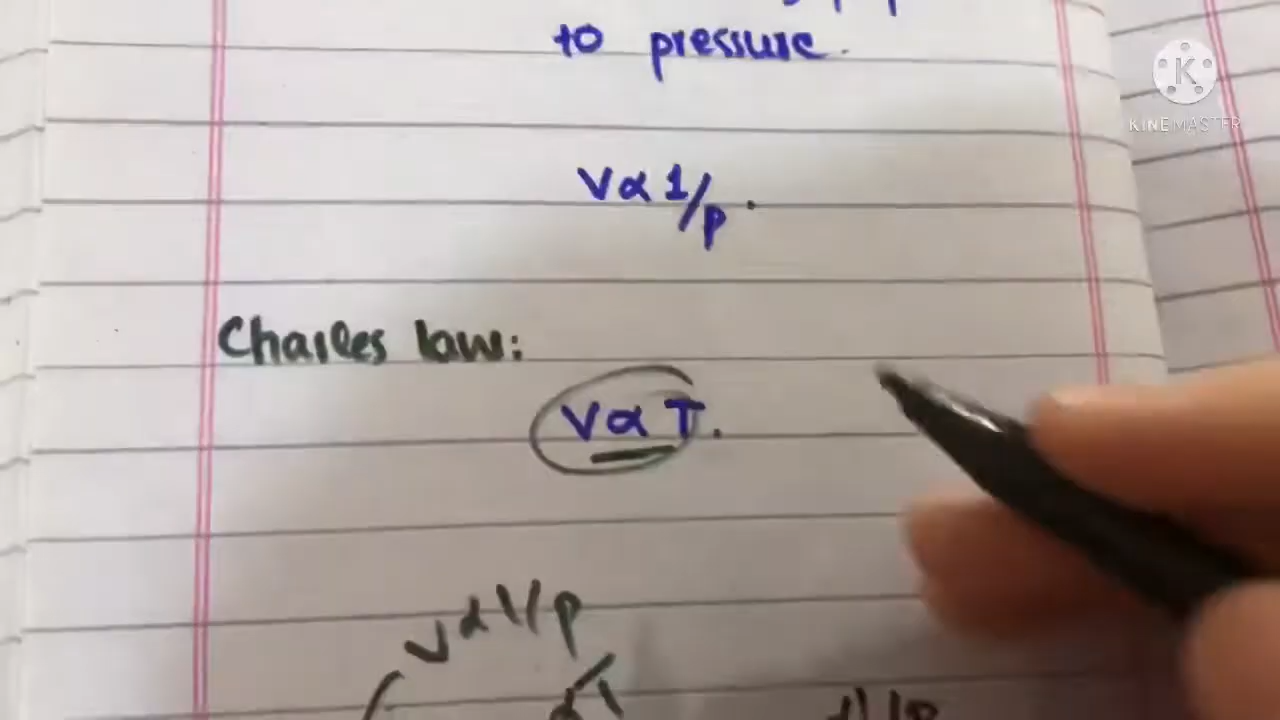 to pressure.
KINEMASTER
V∝ 1/p.
Charles law:
V∝ T.
V∝1/p